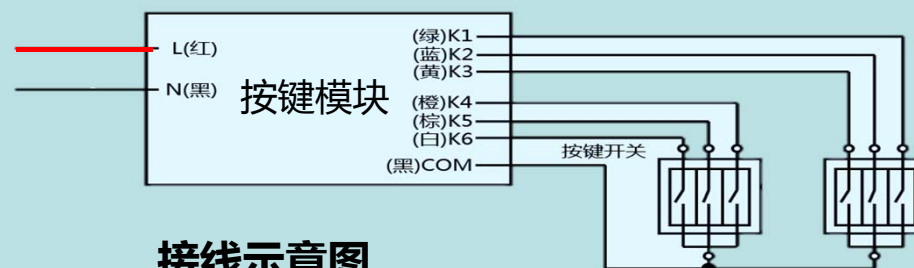 L(红)
N(黑)
按键模块
(绿)K1
(蓝)K2
(黄)K3
(橙)K4
(棕)K5
(白)K6
(黑)COM
按键开关
接线示意图